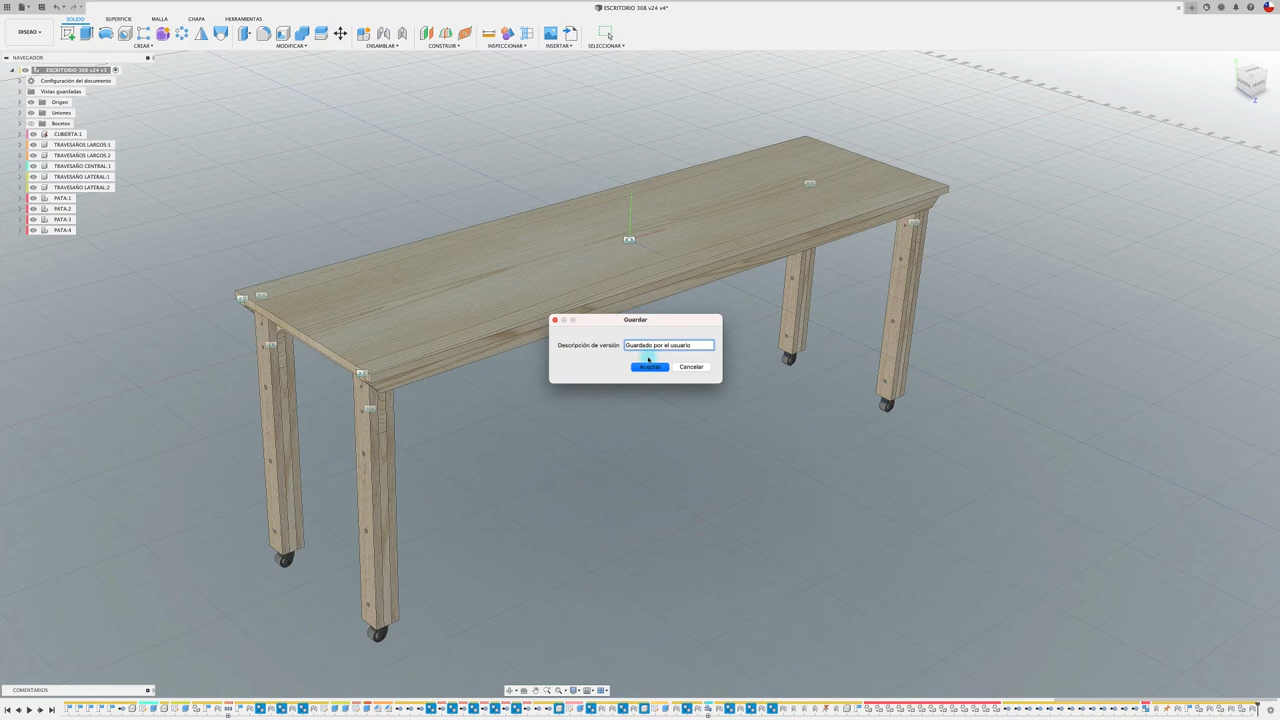 ESCRITORIO 308 v24 v4*
DISEÑO
SÓLIDO
SUPERFICIE
MALLA
CHAPA
HERRAMIENTAS
CREAR
MODIFICAR
ENSAMBLAR
CONSTRUIR
INSPECCIONAR
INSERTAR
SELECCIONAR
NAVEGADOR
ESCRITORIO 308 v24 v3
Configuración del documento
Vistas guardadas
Origen
Uniones
Bocetos
CUBIERTA:1
TRAVESAÑOS LARGOS:1
TRAVESAÑOS LARGOS:2
TRAVESAÑO CENTRAL:1
TRAVESAÑO LATERAL:1
TRAVESAÑO LATERAL:2
PATA:1
PATA:2
PATA:3
PATA:4
Guardar
Descripción de versión
Guardado por el usuario
Aceptar
Cancelar
COMENTARIOS
Z